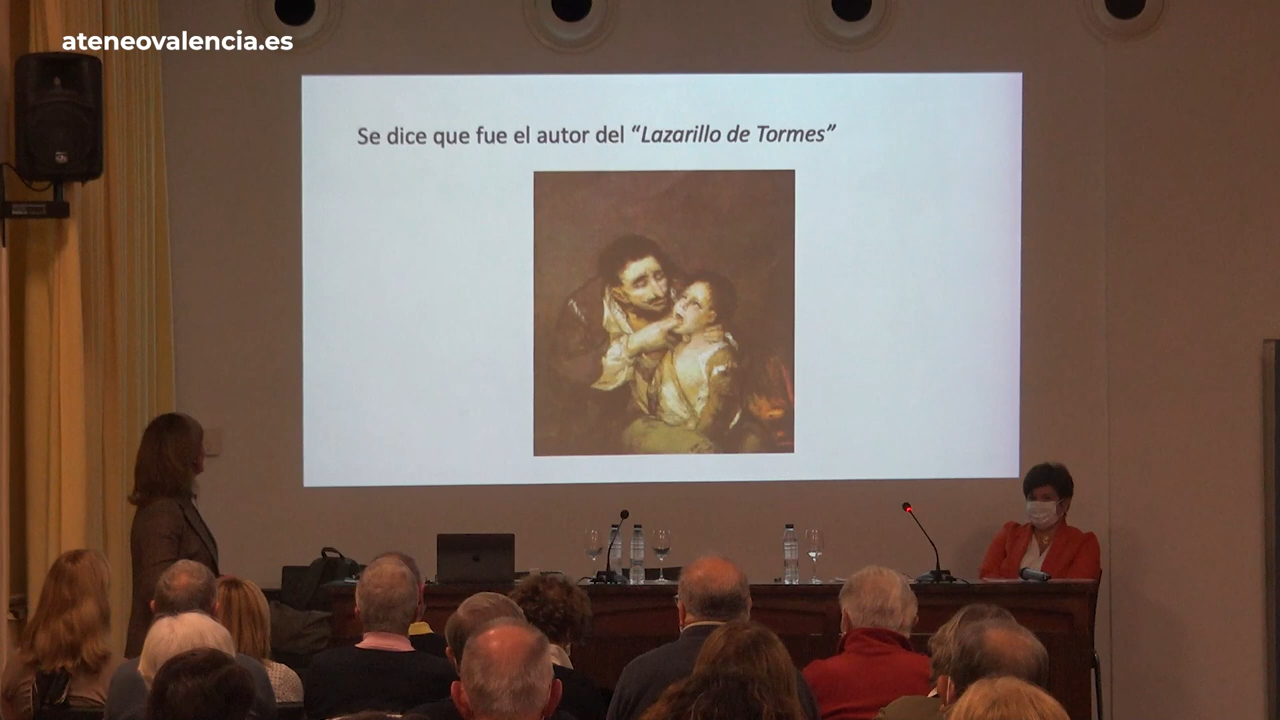 ateneovalencia.es
Se dice que fue el autor del “Lazarillo de Tormes”